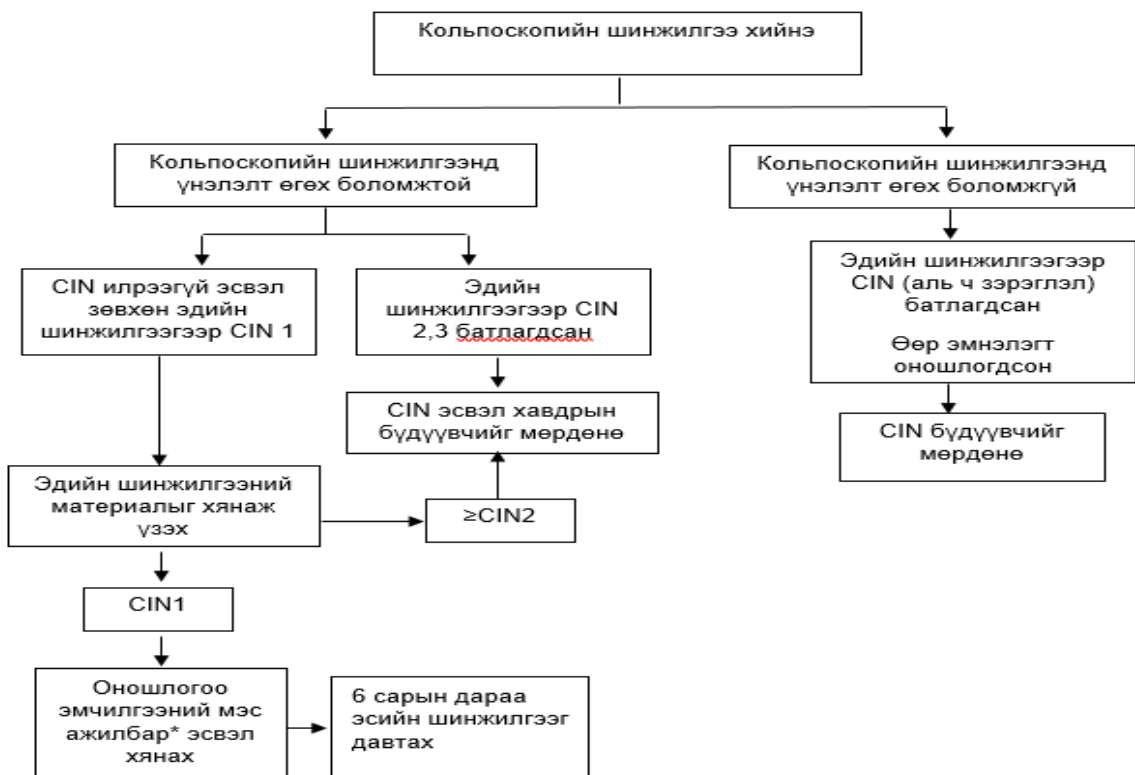 Кольпоскопийн шинжилгээ хийнэ
Кольпоскопийн шинжилгээнд
үнэлэлт өгөх боломжтой
Кольпоскопийн шинжилгээнд
үнэлэлт өгөх боломжгүй
CIN илрээгүй эсвэл
зөвхөн эдийн
шинжилгээгээр CIN 1
Эдийн
шинжилгээгээр CIN
2,3 батлагдсан
Эдийн шинжилгээгээр
CIN (аль ч зэрэглэл)
батлагдсан
Өөр эмнэлэгт
оношлогдсон
CIN эсвэл хавдрын
бүдүүвчийг мөрдөнө
CIN бүдүүвчийг
мөрдөнө
Эдийн шинжилгээний
материалыг хянаж
үзэх
≥CIN2
CIN1
Оношлогоо
эмчилгээний мэс
ажилбар* эсвэл
хянах
6 сарын дараа
эсийн шинжилгээг
давтах